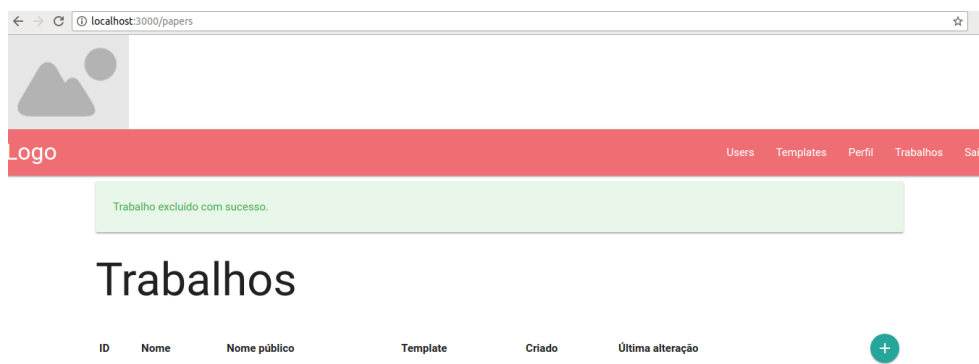 localhost:3000/papers
Logo Users Templates Perfil Trabalhos
Trabalho excluído com sucesso.
Trabalhos
ID Nome Nome público Template Criado Última alteração